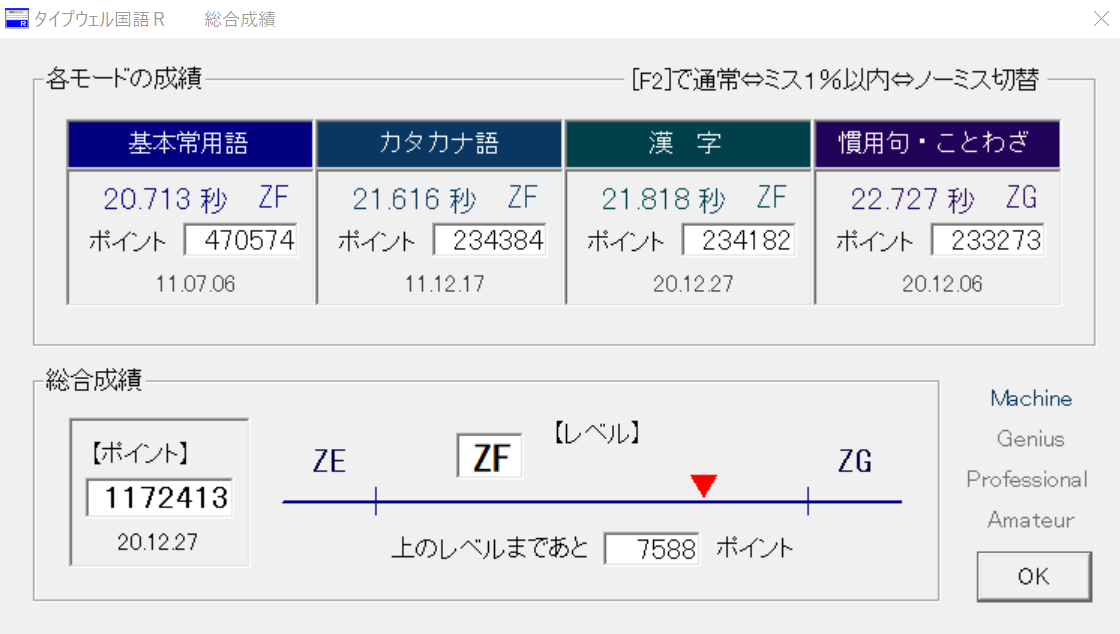 タイプウェル国語R 総合成績
各モードの成績 [F2]で通常⇔ミス1%以内⇔ノーミス切替
基本常用語 カタカナ語 漢 字 慣用句・ことわざ
20.713 秒 ZF 21.616 秒 ZF 21.818 秒 ZF 22.727 秒 ZG
ポイント 470574 ポイント 234384 ポイント 234182 ポイント 233273
11.07.06 11.12.17 20.12.27 20.12.06
総合成績
【ポイント】
1172413
20.12.27
【レベル】
ZE ZF ZG
上のレベルまであと 7588 ポイント
Machine
Genius
Professional
Amateur
OK